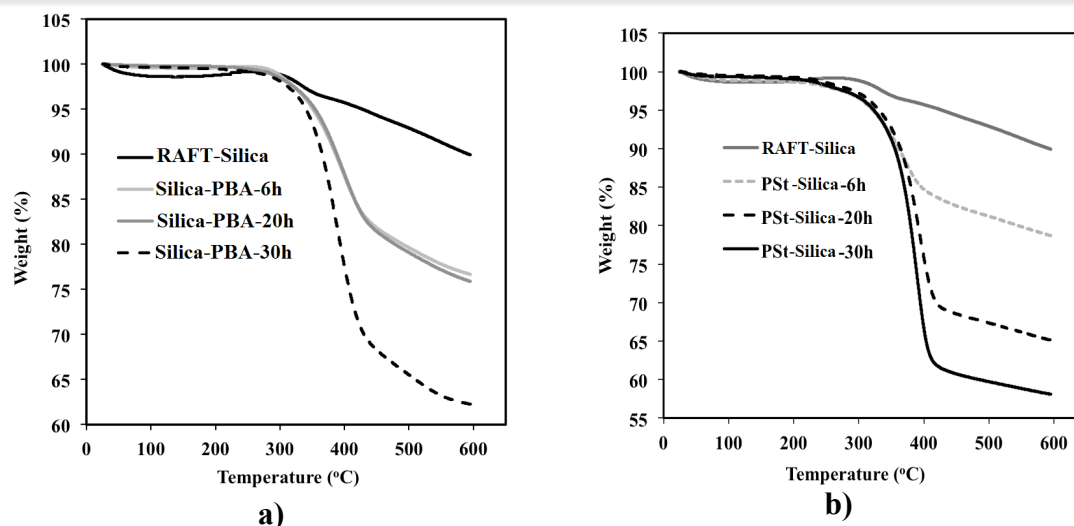 105
100
95
90
85
80
75
70
65
60
Weight (%)
RAFT-Silica
Silica-PBA-6h
Silica-PBA-20h
Silica-PBA-30h
0 100 200 300 400 500 600
Temperature (°C)
a)
105
100
95
90
85
80
75
70
65
60
55
Weight (%)
RAFT-Silica
PSt-Silica-6h
PSt-Silica-20h
PSt-Silica-30h
0 100 200 300 400 500 600
Temperature (°C)
b)